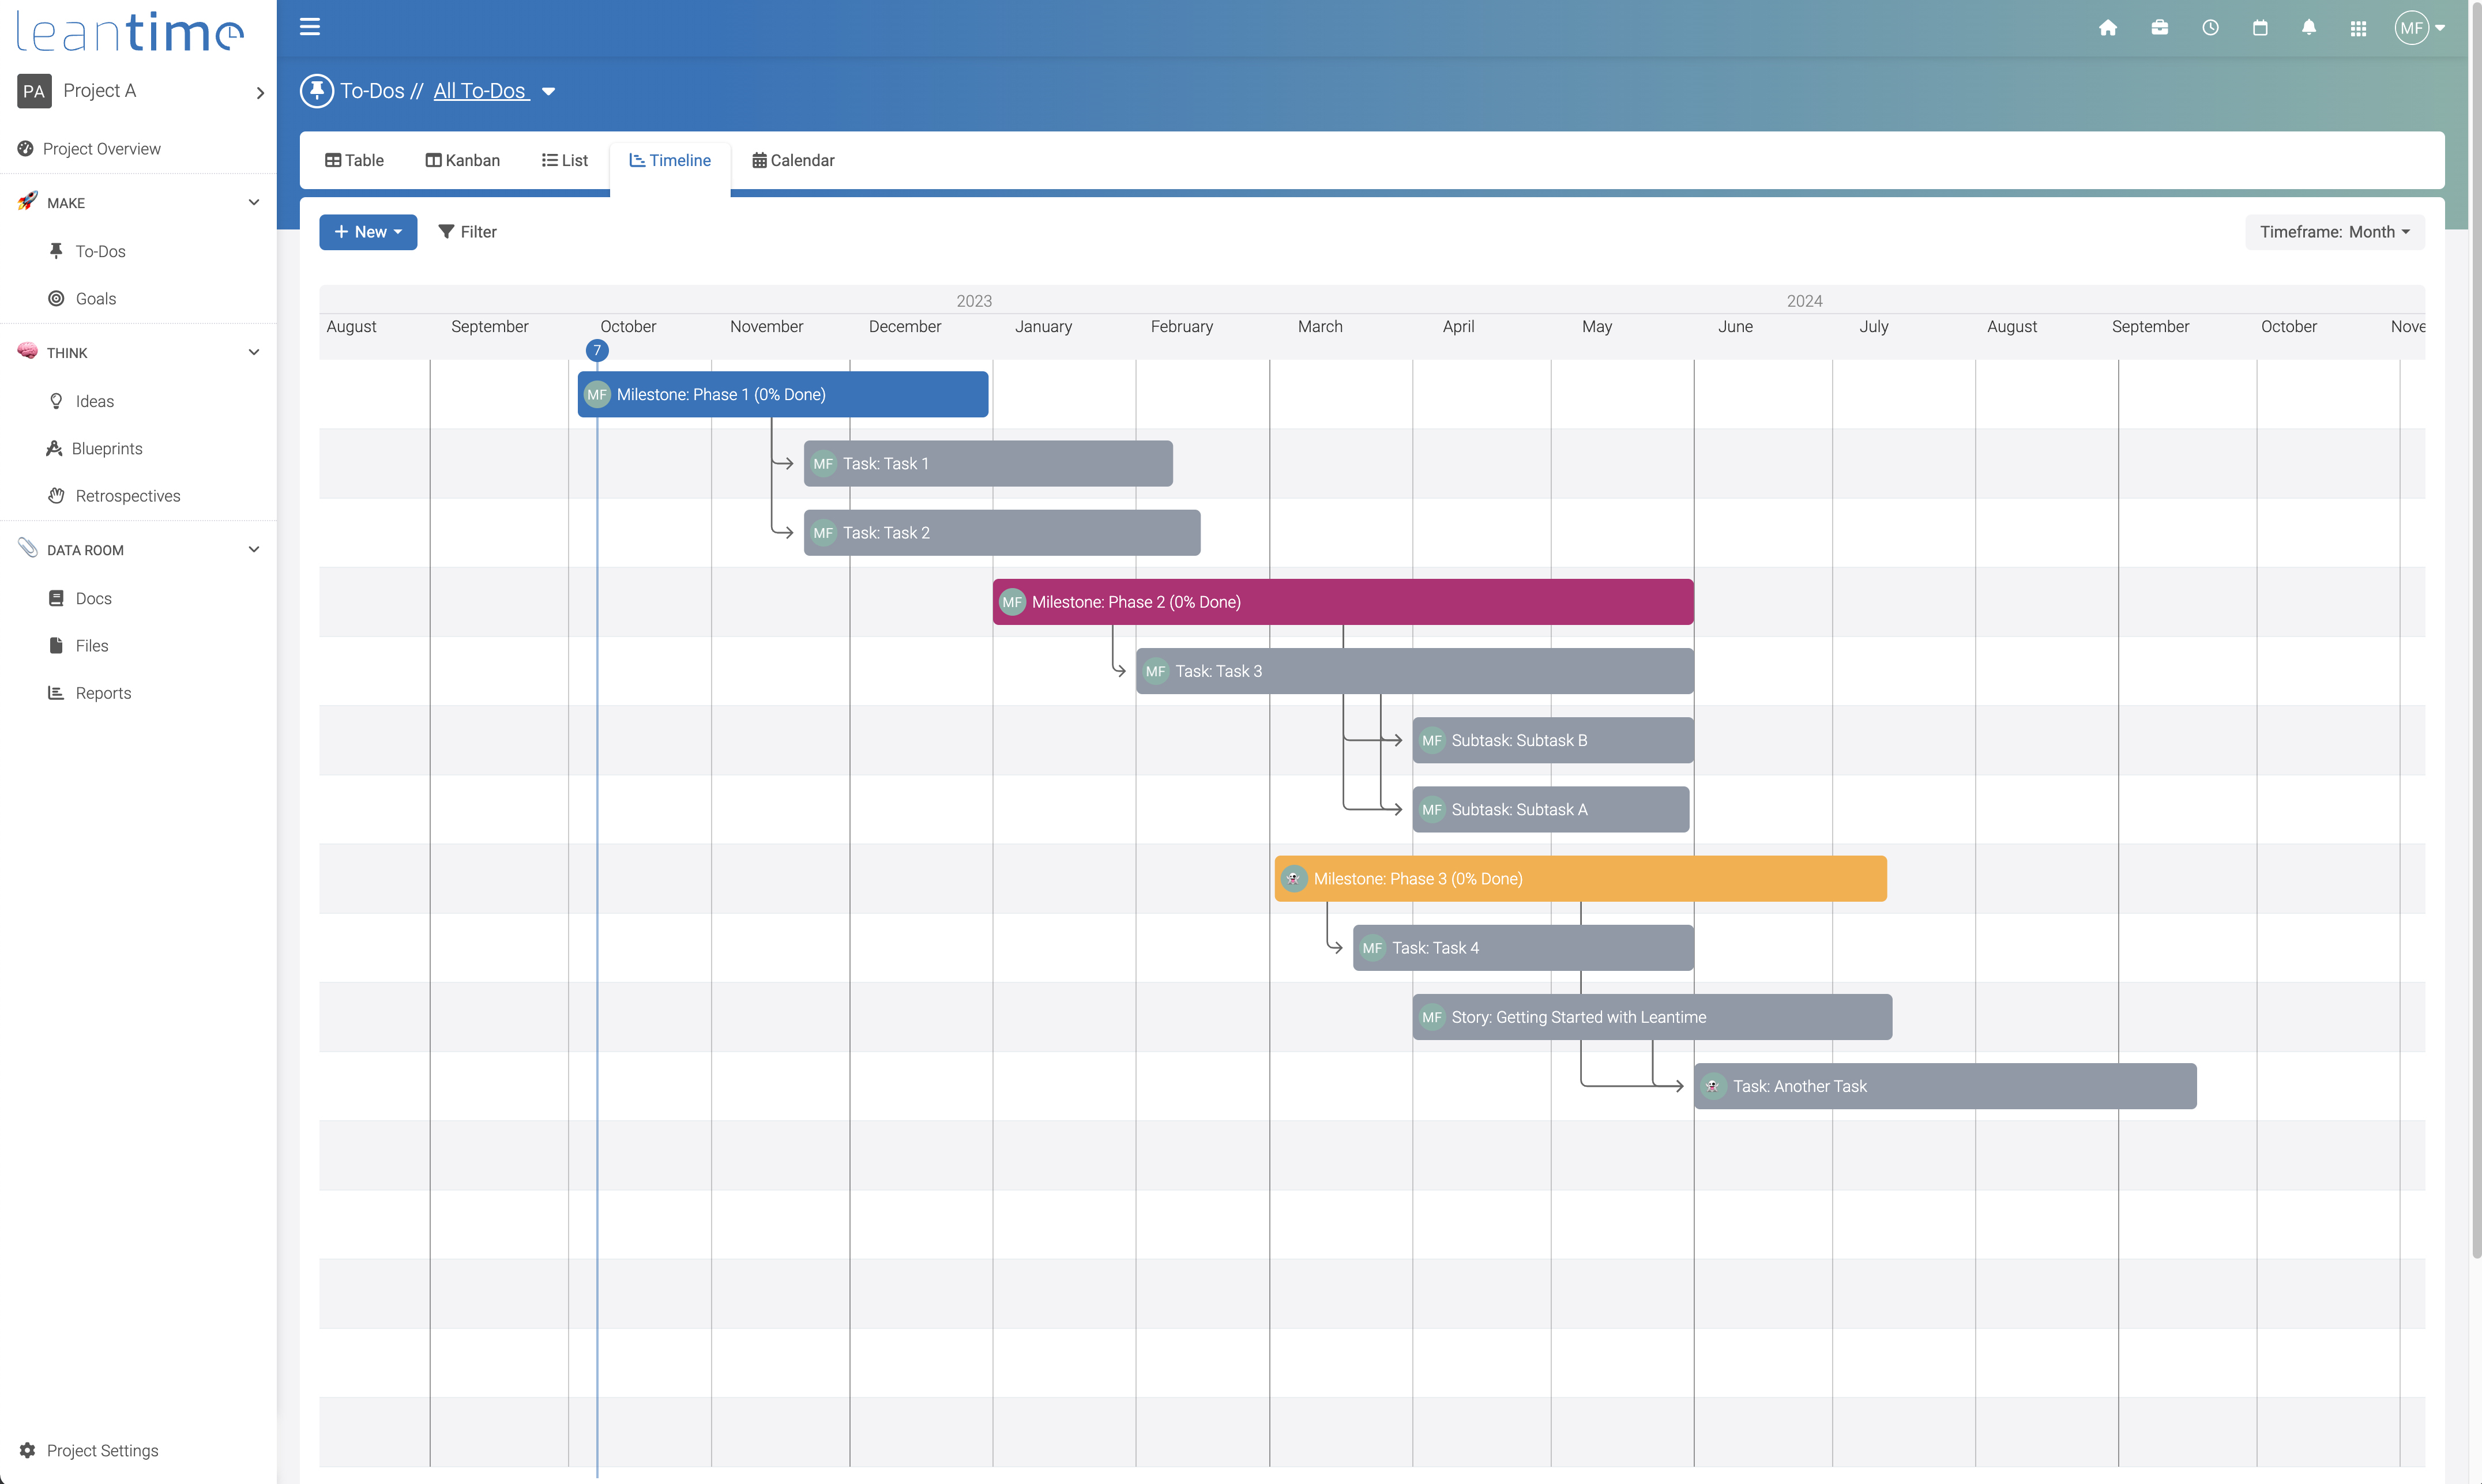 leantime
PA Project A
Project Overview
MAKE
To-Dos
Goals
THINK
Ideas
Blueprints
Retrospectives
DATA ROOM
Docs
Files
Reports
Project Settings
MF
To-Dos // All To-Dos
Table Kanban List Timeline Calendar
+ New Filter Timeframe: Month
2023 2024
August September October November December January February March April May June July August September October Nove
7
MF Milestone: Phase 1 (0% Done)
MF Task: Task 1
MF Task: Task 2
MF Milestone: Phase 2 (0% Done)
MF Task: Task 3
MF Subtask: Subtask B
MF Subtask: Subtask A
Milestone: Phase 3 (0% Done)
MF Task: Task 4
MF Story: Getting Started with Leantime
Task: Another Task